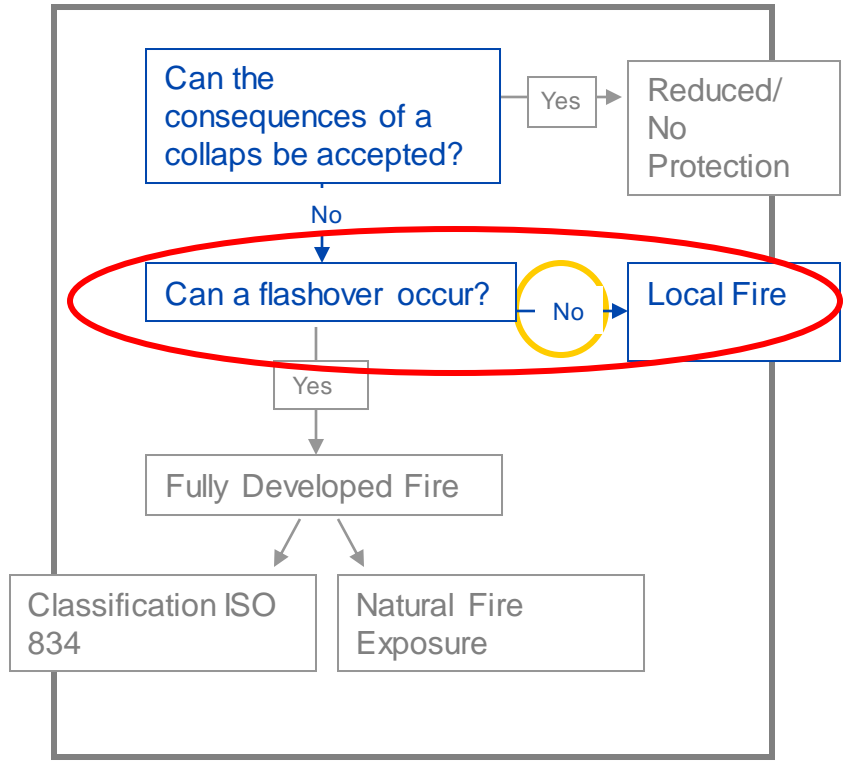 Can the
consequences of a
collaps be accepted?
Yes
Reduced/
No
Protection
No
Can a flashover occur?
No
Local Fire
Yes
Fully Developed Fire
Classification ISO
834
Natural Fire
Exposure